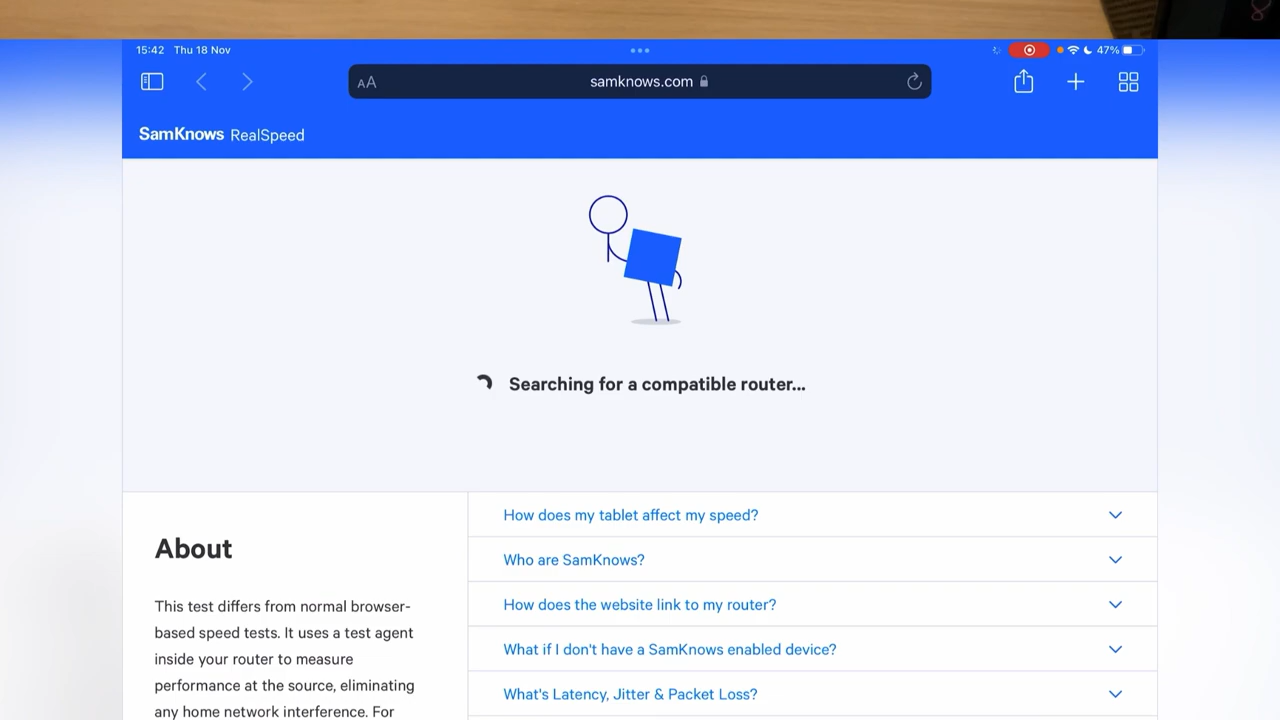 15:42 Thu 18 Nov
47%
AA samknows.com
SamKnows RealSpeed
Searching for a compatible router...
About
This test differs from normal browser-
based speed tests. It uses a test agent
inside your router to measure
performance at the source, eliminating
any home network interference. For
How does my tablet affect my speed?
Who are SamKnows?
How does the website link to my router?
What if I don't have a SamKnows enabled device?
What's Latency, Jitter & Packet Loss?